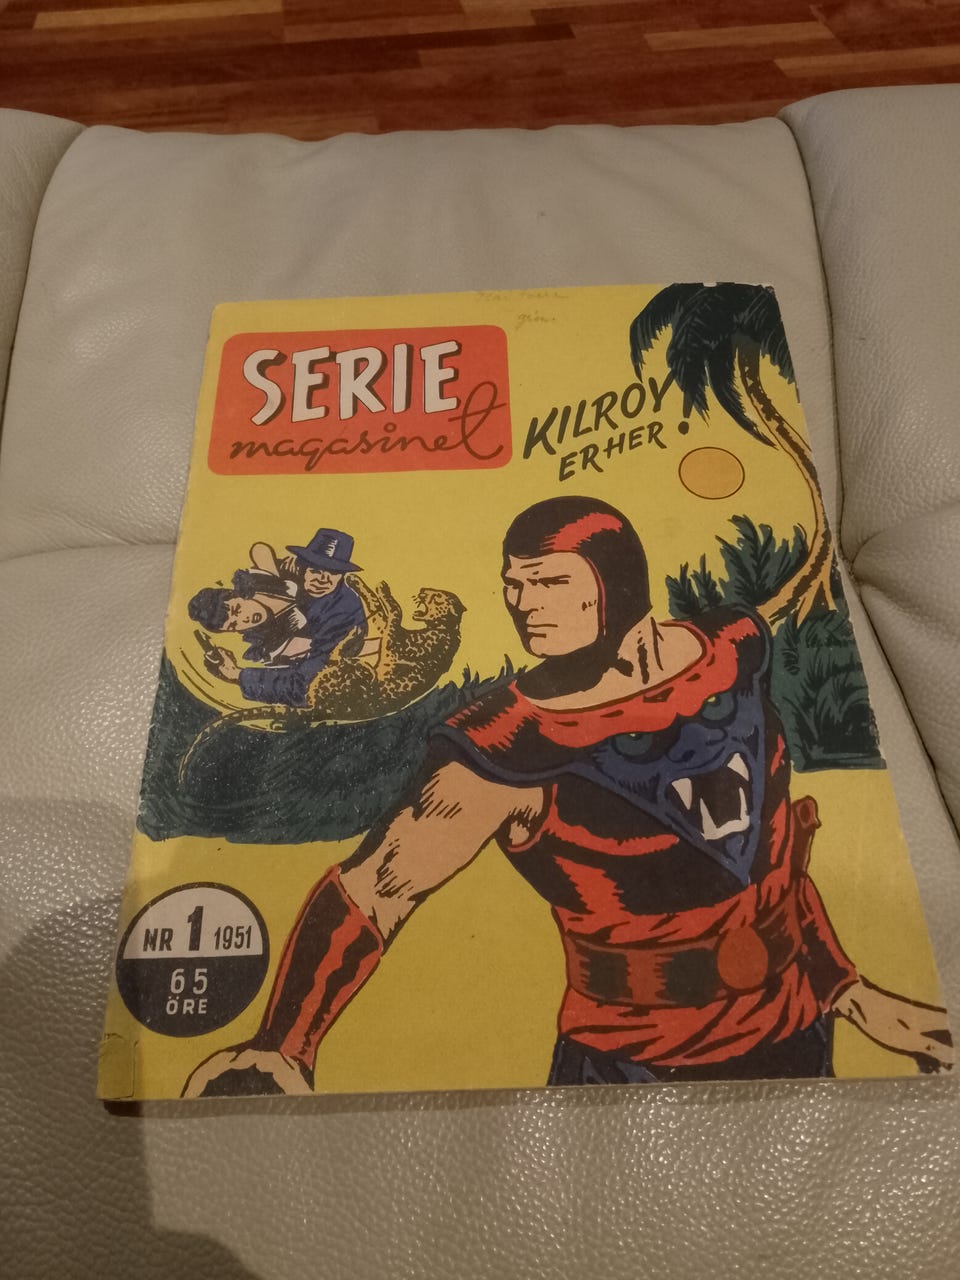 SERIE
magasinet
KILROY
ER HER!
NR 1 1951
65
ÖRE